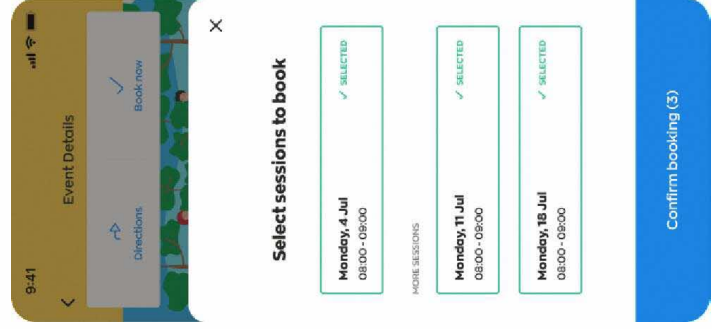 9:41
Event Details
Directions
Book now
Select sessions to book
Monday, 4 Jul
08:00 - 09:00
✓ SELECTED
MORE SESSIONS
Monday, 11 Jul
08:00 - 09:00
✓ SELECTED
Monday, 18 Jul
08:00 - 09:00
✓ SELECTED
Confirm booking (3)